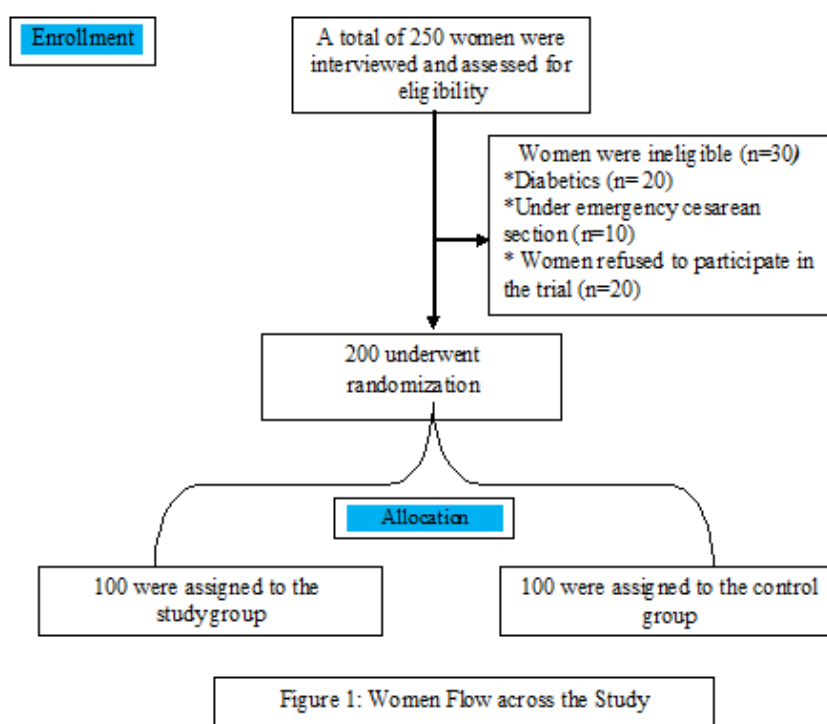 Enrollment
A total of 250 women were
interviewed and assessed for
eligibility
Women were ineligible (n=30)
*Diabetics (n= 20)
*Under emergency cesarean
section (n=10)
* Women refused to participate in
the trial (n=20)
200 underwent
randomization
Allocation
100 were assigned to the
studygroup
100 were assigned to the control
group
Figure 1: Women Flow across the Study